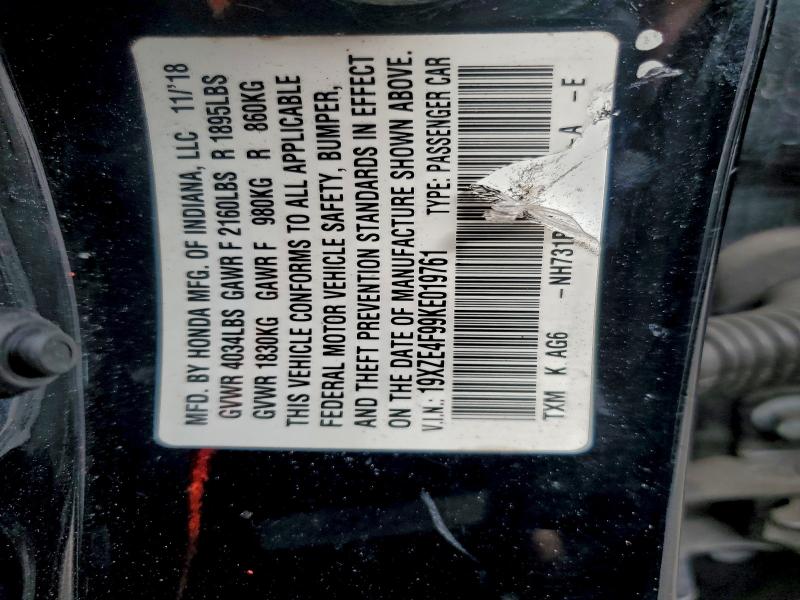 MFD. BY HONDA MFG. OF INDIANA, LLC 11/'18
GVWR 4034LBS GAWR F 2160LBS R 1895LBS
GVWR 1830KG GAWR F 980KG R 860KG
THIS VEHICLE CONFORMS TO ALL APPLICABLE
FEDERAL MOTOR VEHICLE SAFETY, BUMPER,
AND THEFT PREVENTION STANDARDS IN EFFECT
ON THE DATE OF MANUFACTURE SHOWN ABOVE.
V.I.N.: 19XZE4F99KE019761 TYPE: PASSENGER CAR
TXM K AG6 -NH731P -A -E